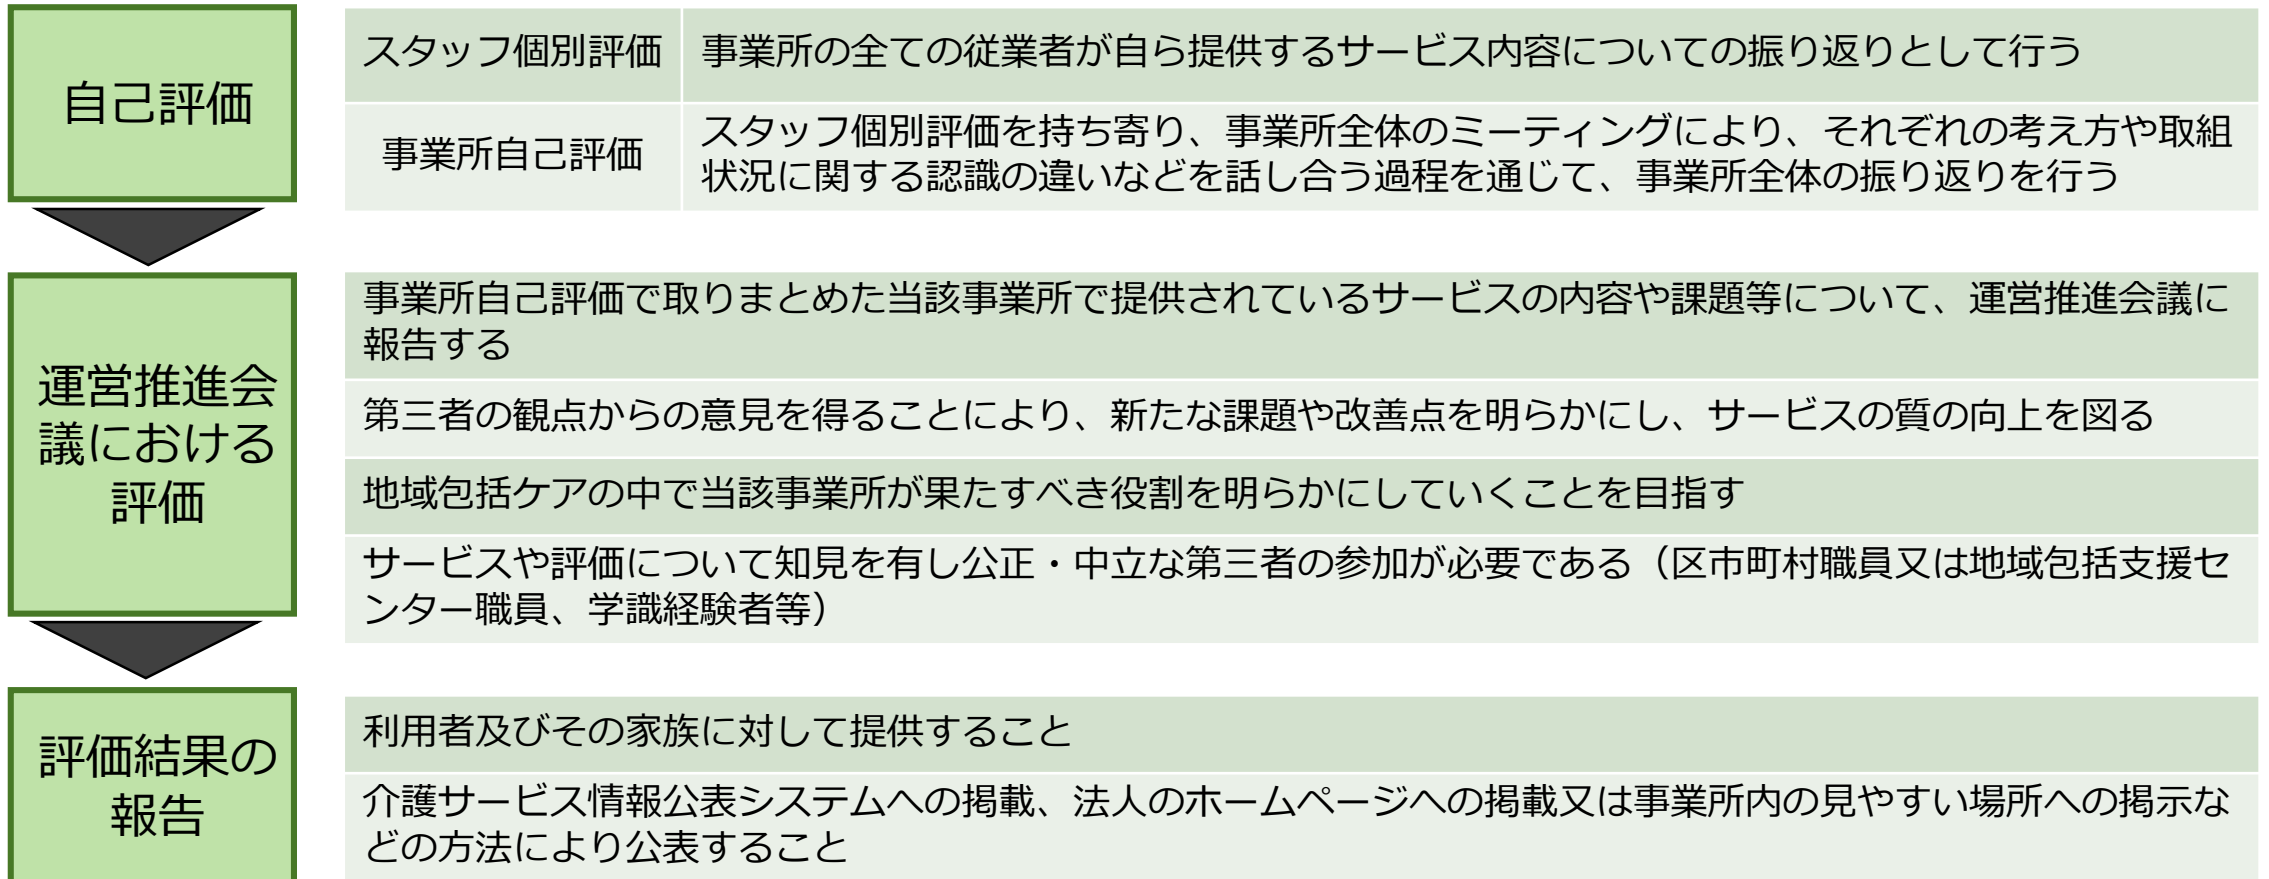 自己評価
スタッフ個別評価
事業所の全ての従業者が自ら提供するサービス内容についての振り返りとして行う
事業所自己評価
スタッフ個別評価を持ち寄り、事業所全体のミーティングにより、それぞれの考え方や取組
状況に関する認識の違いなどを話し合う過程を通じて、事業所全体の振り返りを行う
運営推進会
議における
評価
事業所自己評価で取りまとめた当該事業所で提供されているサービスの内容や課題等について、運営推進会議に
報告する
第三者の観点からの意見を得ることにより、新たな課題や改善点を明らかにし、サービスの質の向上を図る
地域包括ケアの中で当該事業所が果たすべき役割を明らかにしていくことを目指す
サービスや評価について知見を有し公正・中立な第三者の参加が必要である（区市町村職員又は地域包括支援セ
ンター職員、学識経験者等）
評価結果の
報告
利用者及びその家族に対して提供すること
介護サービス情報公表システムへの掲載、法人のホームページへの掲載又は事業所内の見やすい場所への掲示な
どの方法により公表すること